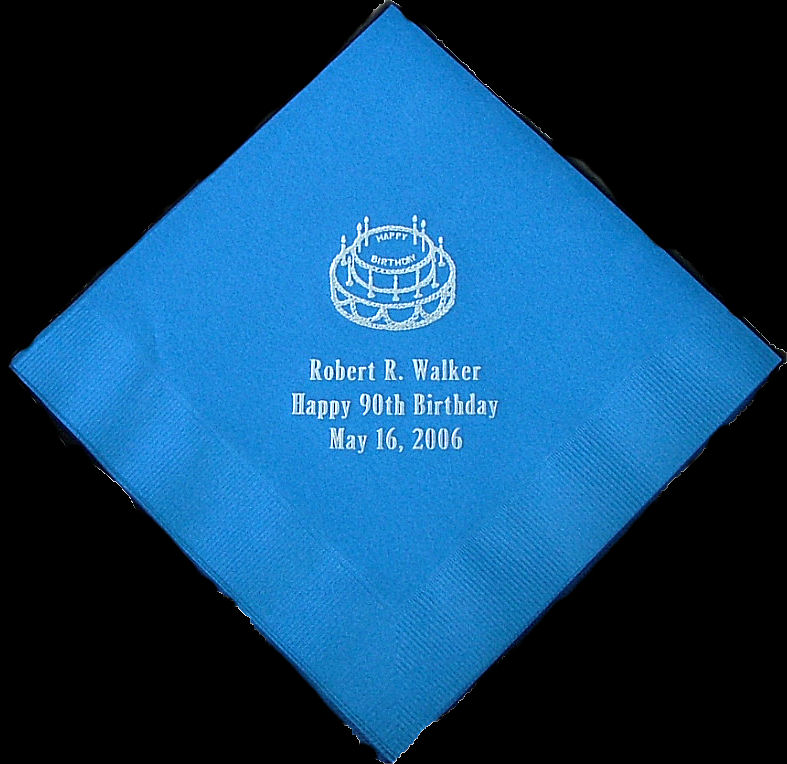 HAPPY
BIRTHDAY
Robert R. Walker
Happy 90th Birthday
May 16, 2006